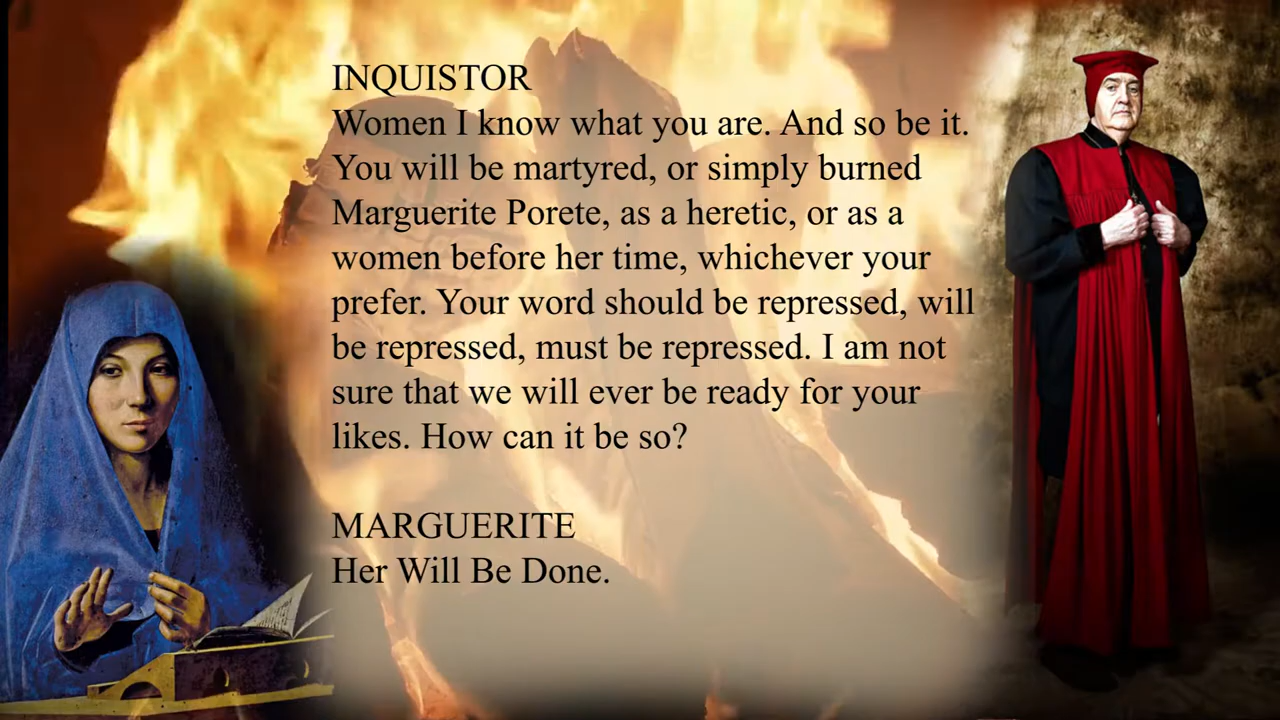 INQUISTOR
Women I know what you are. And so be it.
You will be martyred, or simply burned
Marguerite Porete, as a heretic, or as a
women before her time, whichever your
prefer. Your word should be repressed, will
be repressed, must be repressed. I am not
sure that we will ever be ready for your
likes. How can it be so?
MARGUERITE
Her Will Be Done.